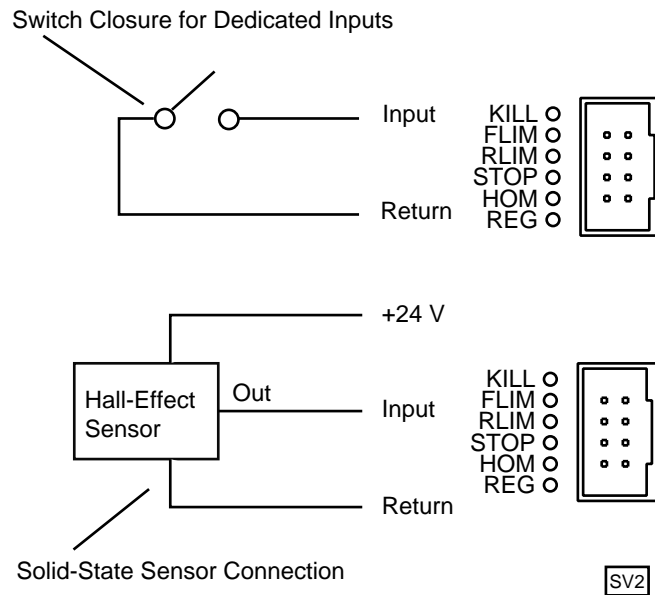 Switch Closure for Dedicated Inputs
Input
Return
KILL
FLIM
RLIM
STOP
HOM
REG
+24 V
Hall-Effect
Sensor
Out
Input
Return
KILL
FLIM
RLIM
STOP
HOM
REG
Solid-State Sensor Connection
SV2